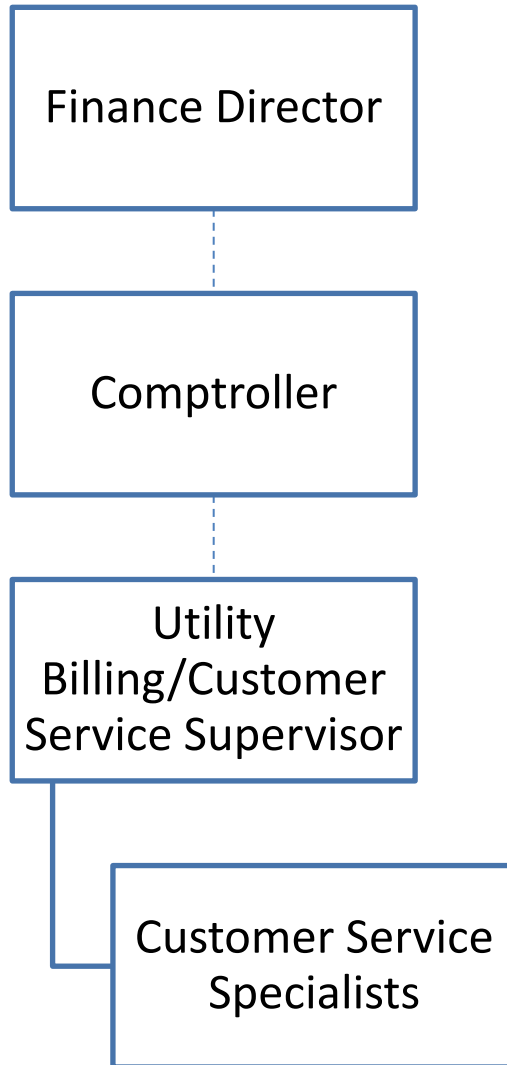 Finance Director
Comptroller
Utility
Billing/Customer
Service Supervisor
Customer Service
Specialists